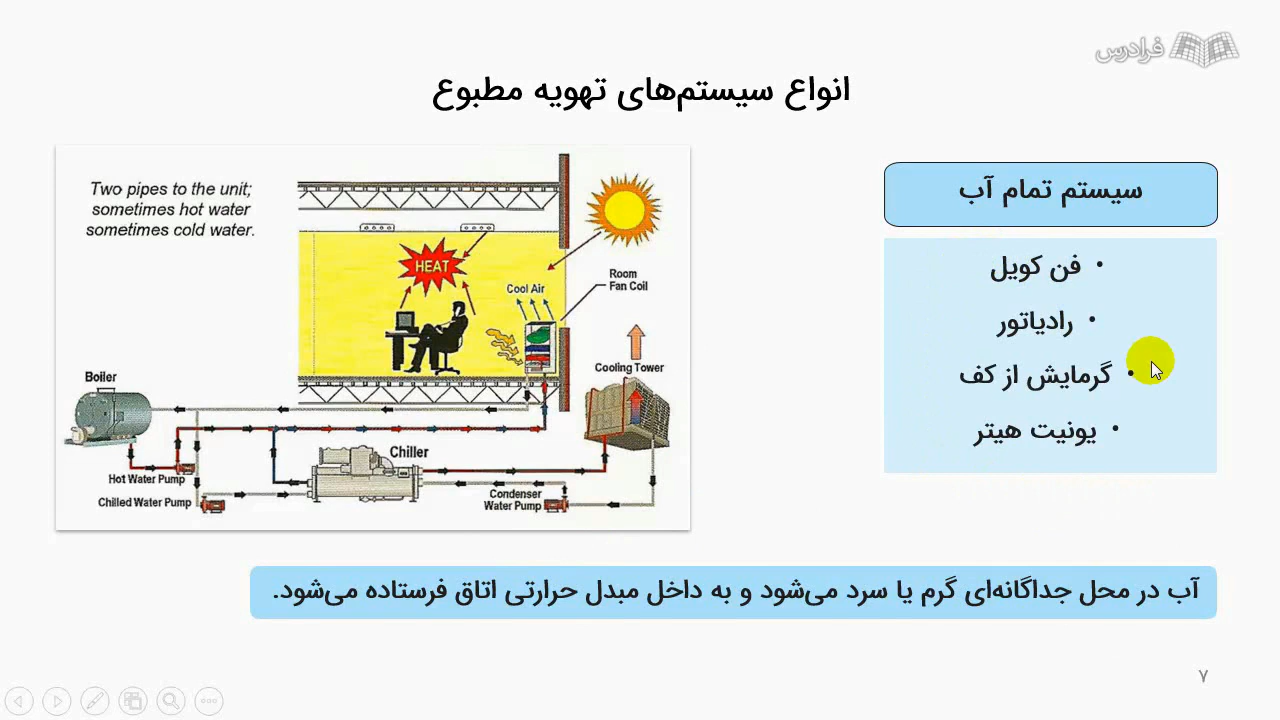 فرادرس
انواع سیستم‌های تهویه مطبوع
سیستم تمام آب
• فن کویل
• رادیاتور
• گرمایش از کف
• یونیت هیتر
Two pipes to the unit;
sometimes hot water
sometimes cold water.
HEAT
Cool Air
Room
Fan Coil
Cooling Tower
Boiler
Chiller
Hot Water Pump
Chilled Water Pump
Condenser
Water Pump
آب در محل جداگانه‌ای گرم یا سرد می‌شود و به داخل مبدل حرارتی اتاق فرستاده می‌شود.
۷